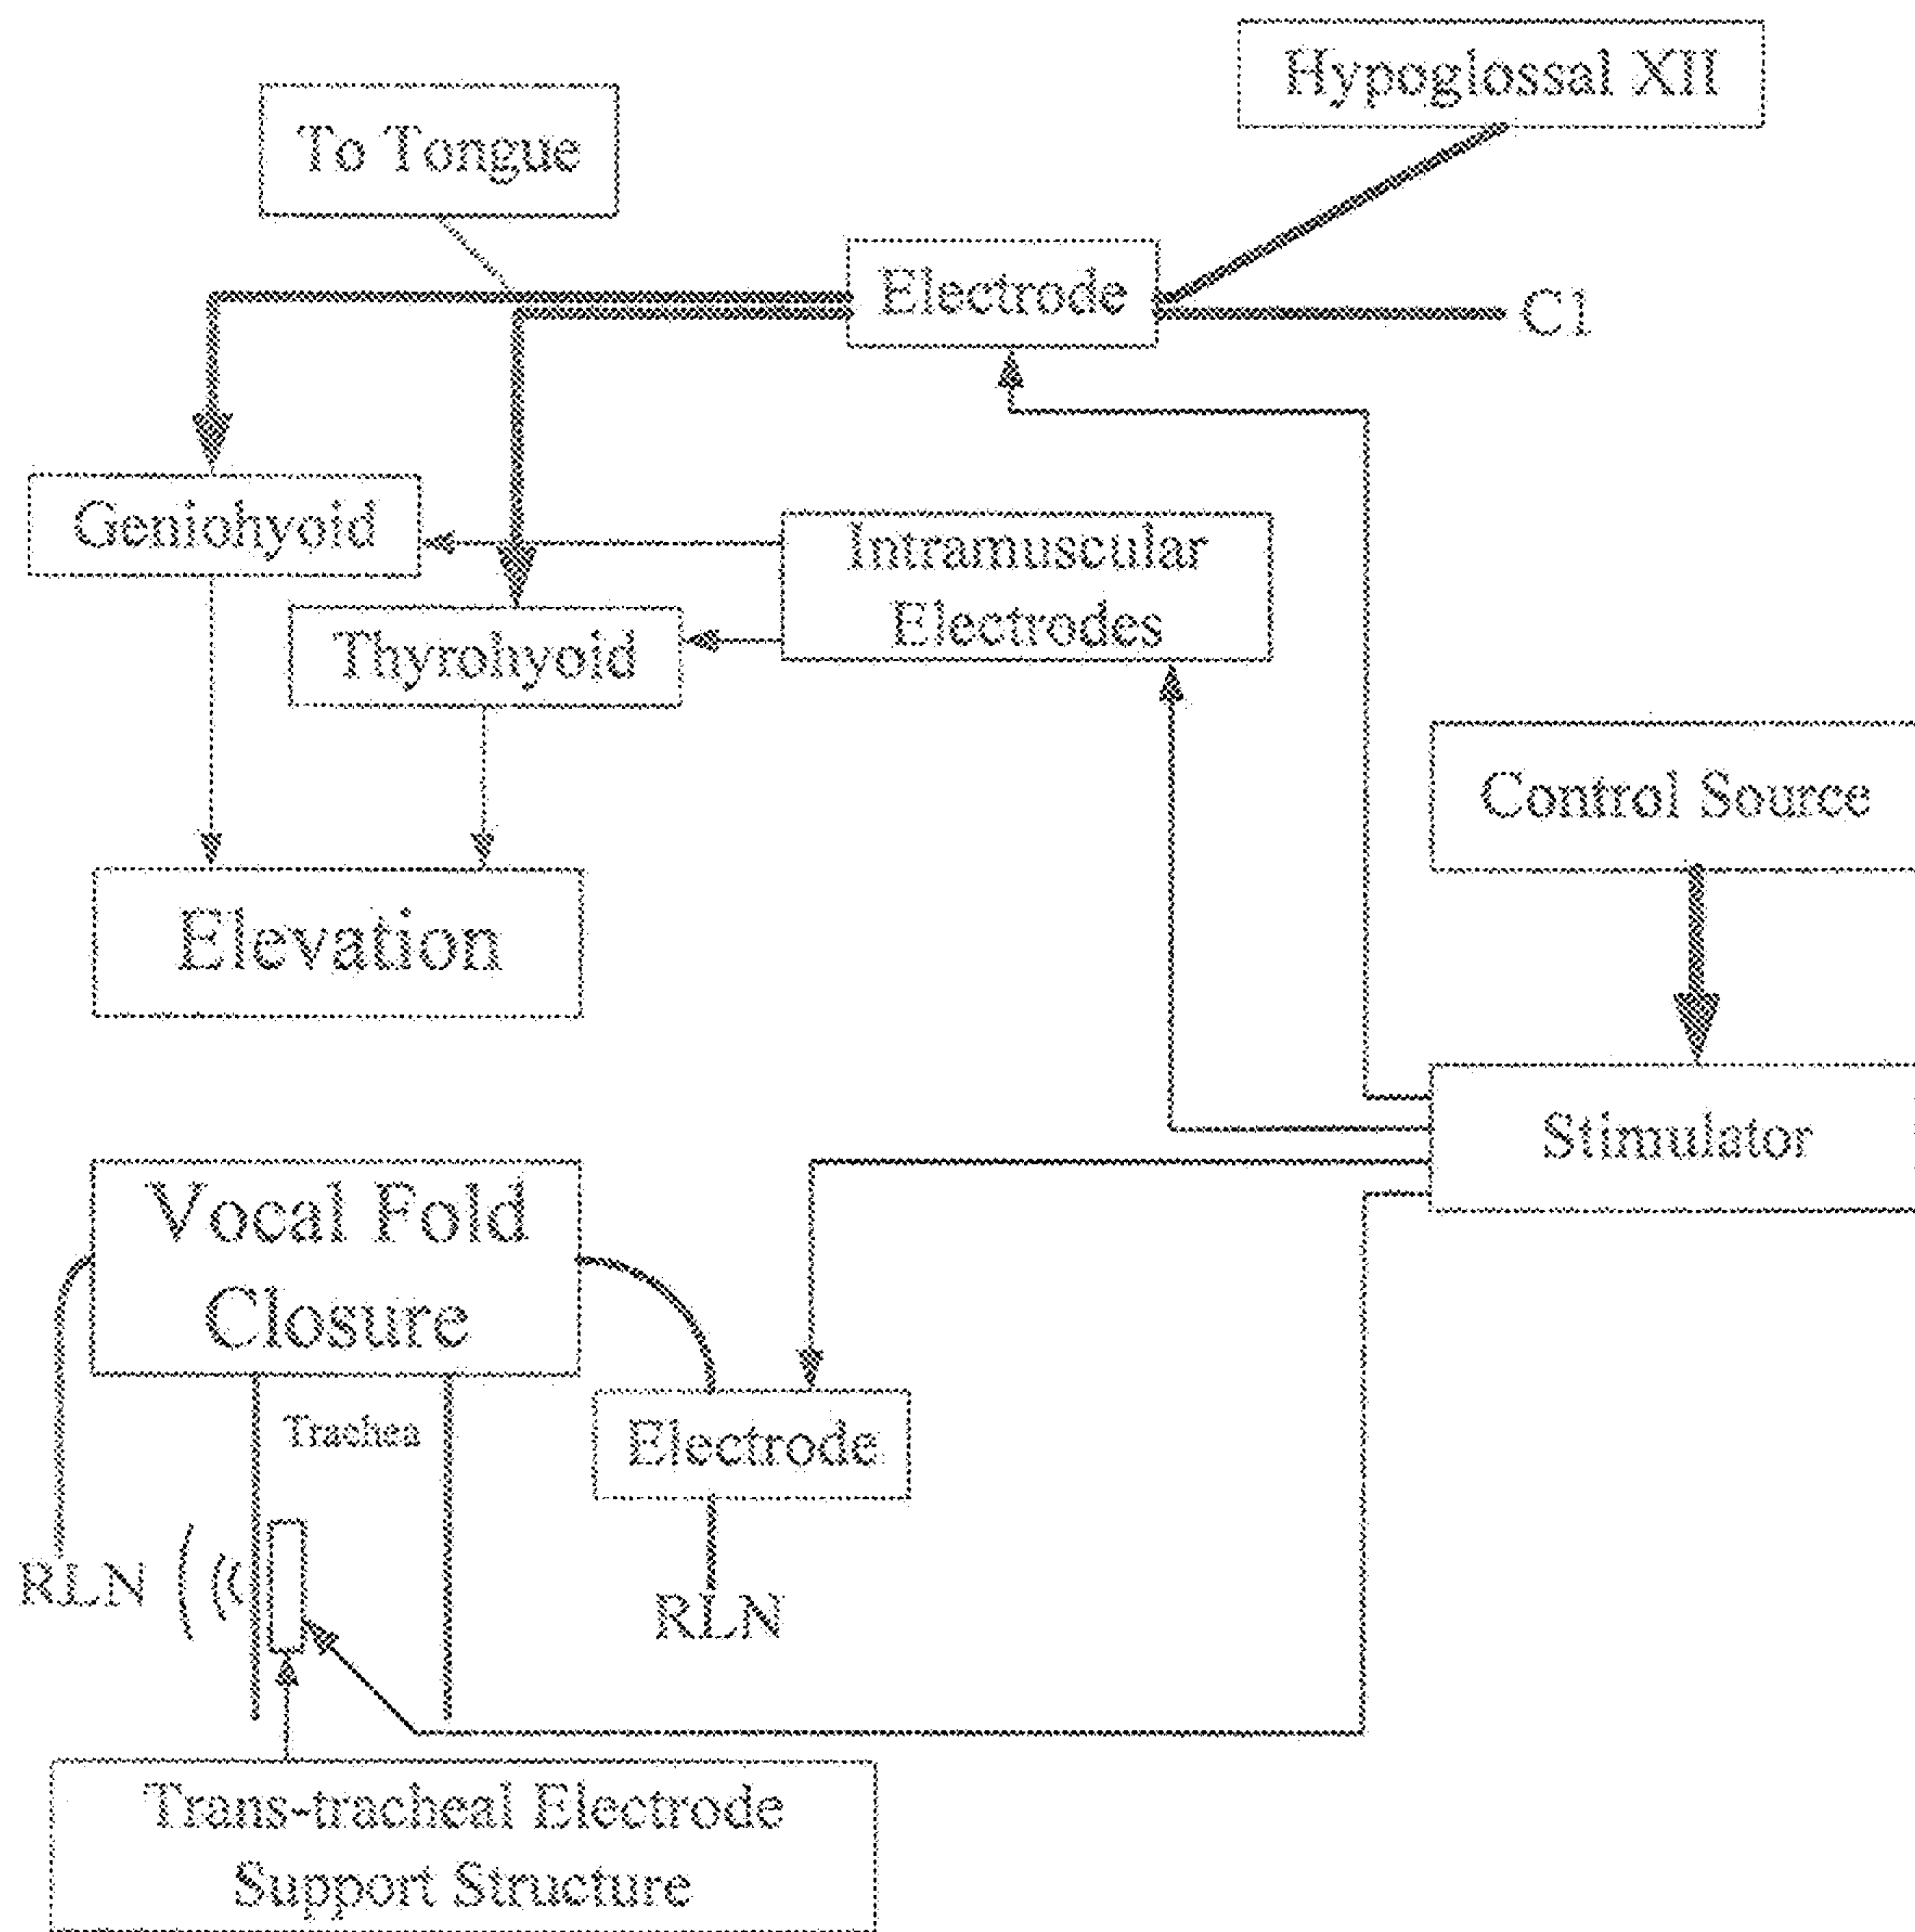 Hypoglossal XII
To Tongue
Electrode
C1
Geniohyoid
Intramuscular
Electrodes
Thyrohyoid
Control Source
Elevation
Stimulator
Vocal Fold
Closure
Trachea
Electrode
RLN
RLN
Trans-tracheal Electrode
Support Structure